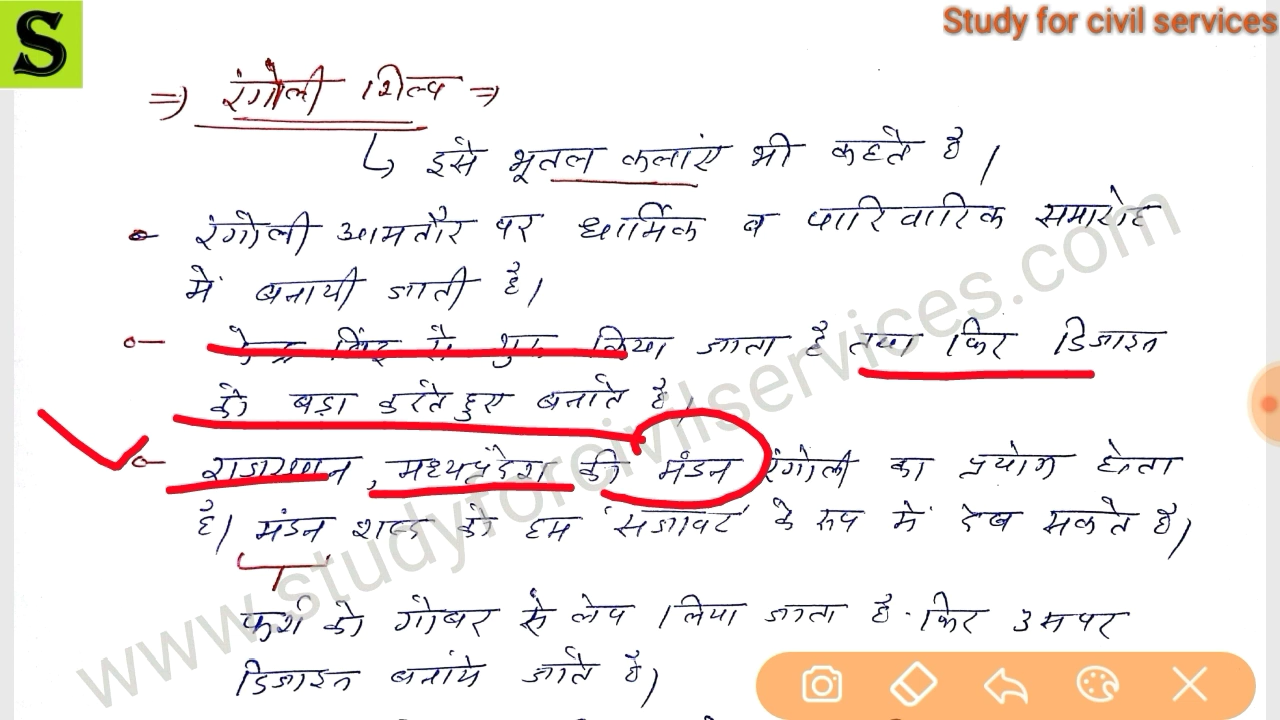 S
Study for civil services
⇒ रंगोली शिल्प ⇒
↳ इसे भूतल कलाएं भी कहते है।
रंगोली आमतौर पर धार्मिक व पारिवारिक समारोह
में बनायी जाती है।
केन्द्र बिंदु से शुरू किया जाता है तथा फिर डिजाइन
को बड़ा करते हुए बनाते है।
राजस्थान, मध्यप्रदेश की मंडन रंगोली का प्रयोग होता
है। मंडन शब्द को हम 'सजावट' के रूप में देख सकते है।
फर्श को गोबर से लेप लिया जाता है. फिर उसपर
डिजाइन बनांये जाते है।
www.studyforcivilservices.com